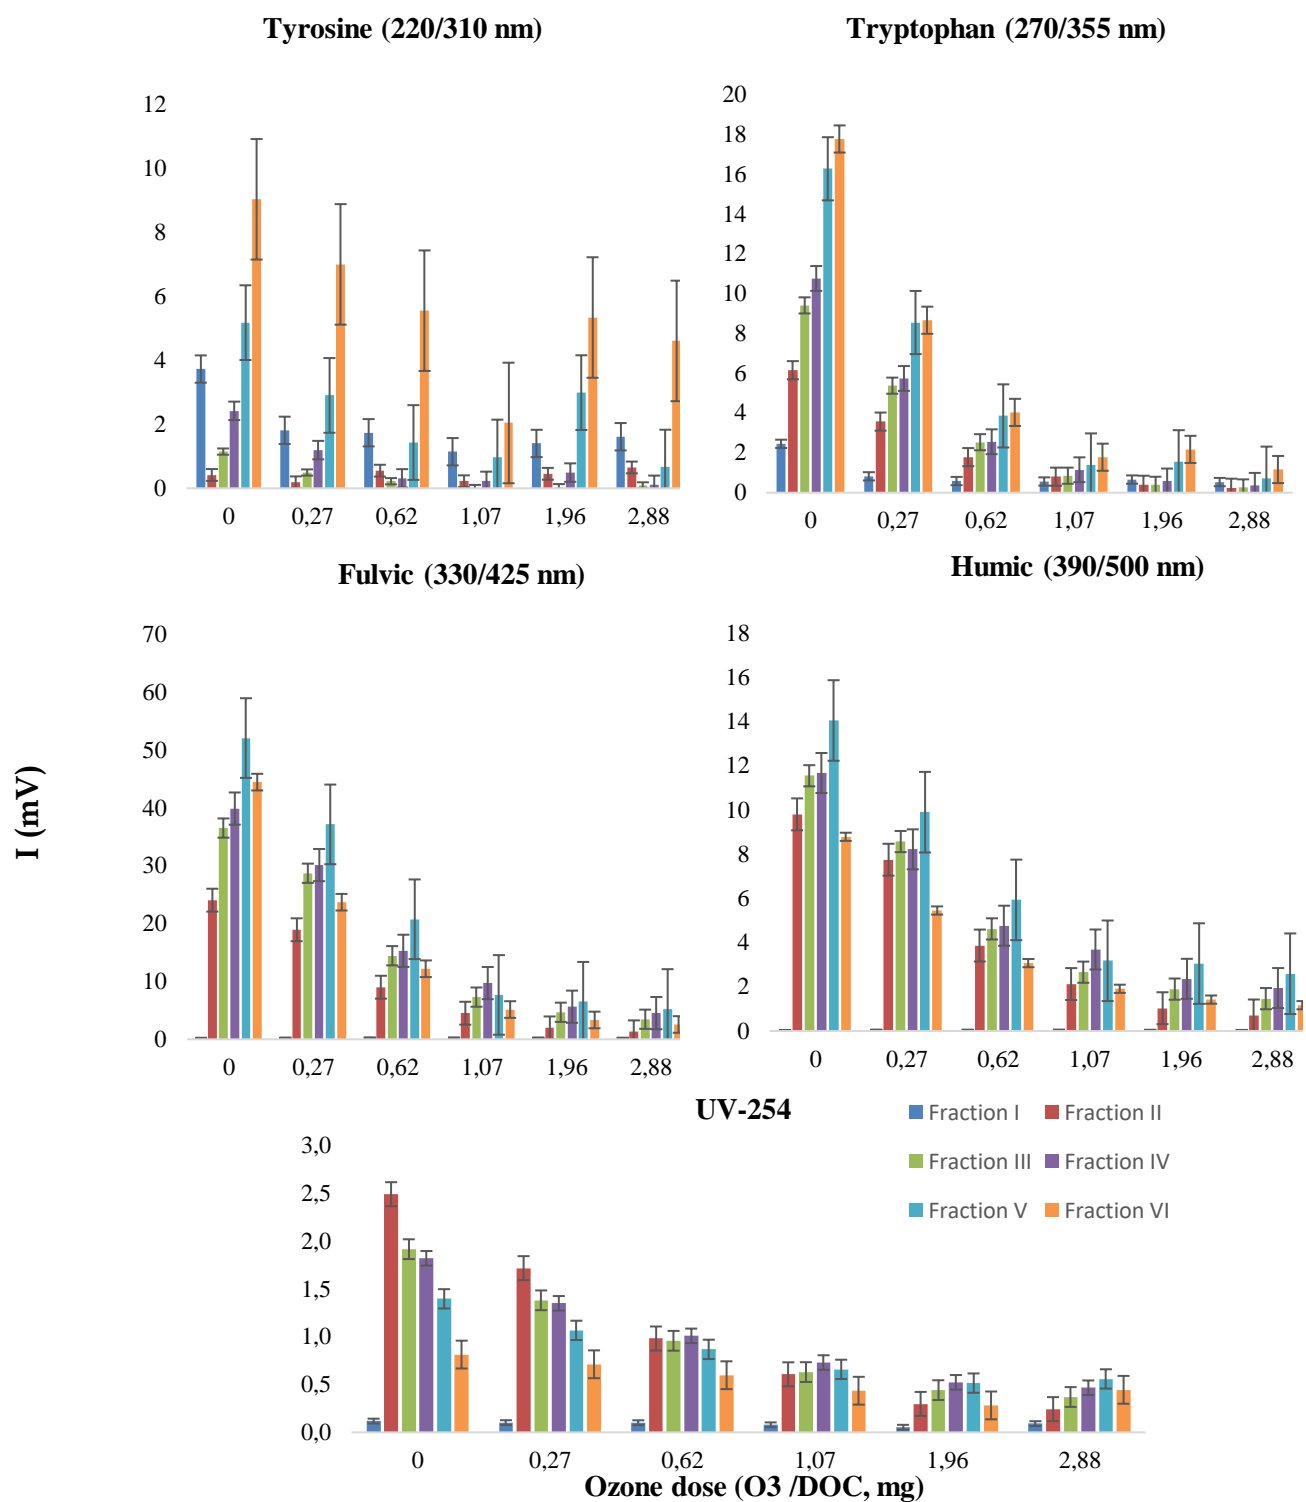 Tyrosine (220/310 nm)
12
10
8
6
4
2
0
0 0,27 0,62 1,07 1,96 2,88
Tryptophan (270/355 nm)
20
18
16
14
12
10
8
6
4
2
0
0 0,27 0,62 1,07 1,96 2,88
I (mV)
Fulvic (330/425 nm)
70
60
50
40
30
20
10
0
0 0,27 0,62 1,07 1,96 2,88
Humic (390/500 nm)
18
16
14
12
10
8
6
4
2
0
0 0,27 0,62 1,07 1,96 2,88
UV-254
Fraction I Fraction II
Fraction III Fraction IV
Fraction V Fraction VI
3,0
2,5
2,0
1,5
1,0
0,5
0,0
0 0,27 0,62 1,07 1,96 2,88
Ozone dose (O3 /DOC, mg)